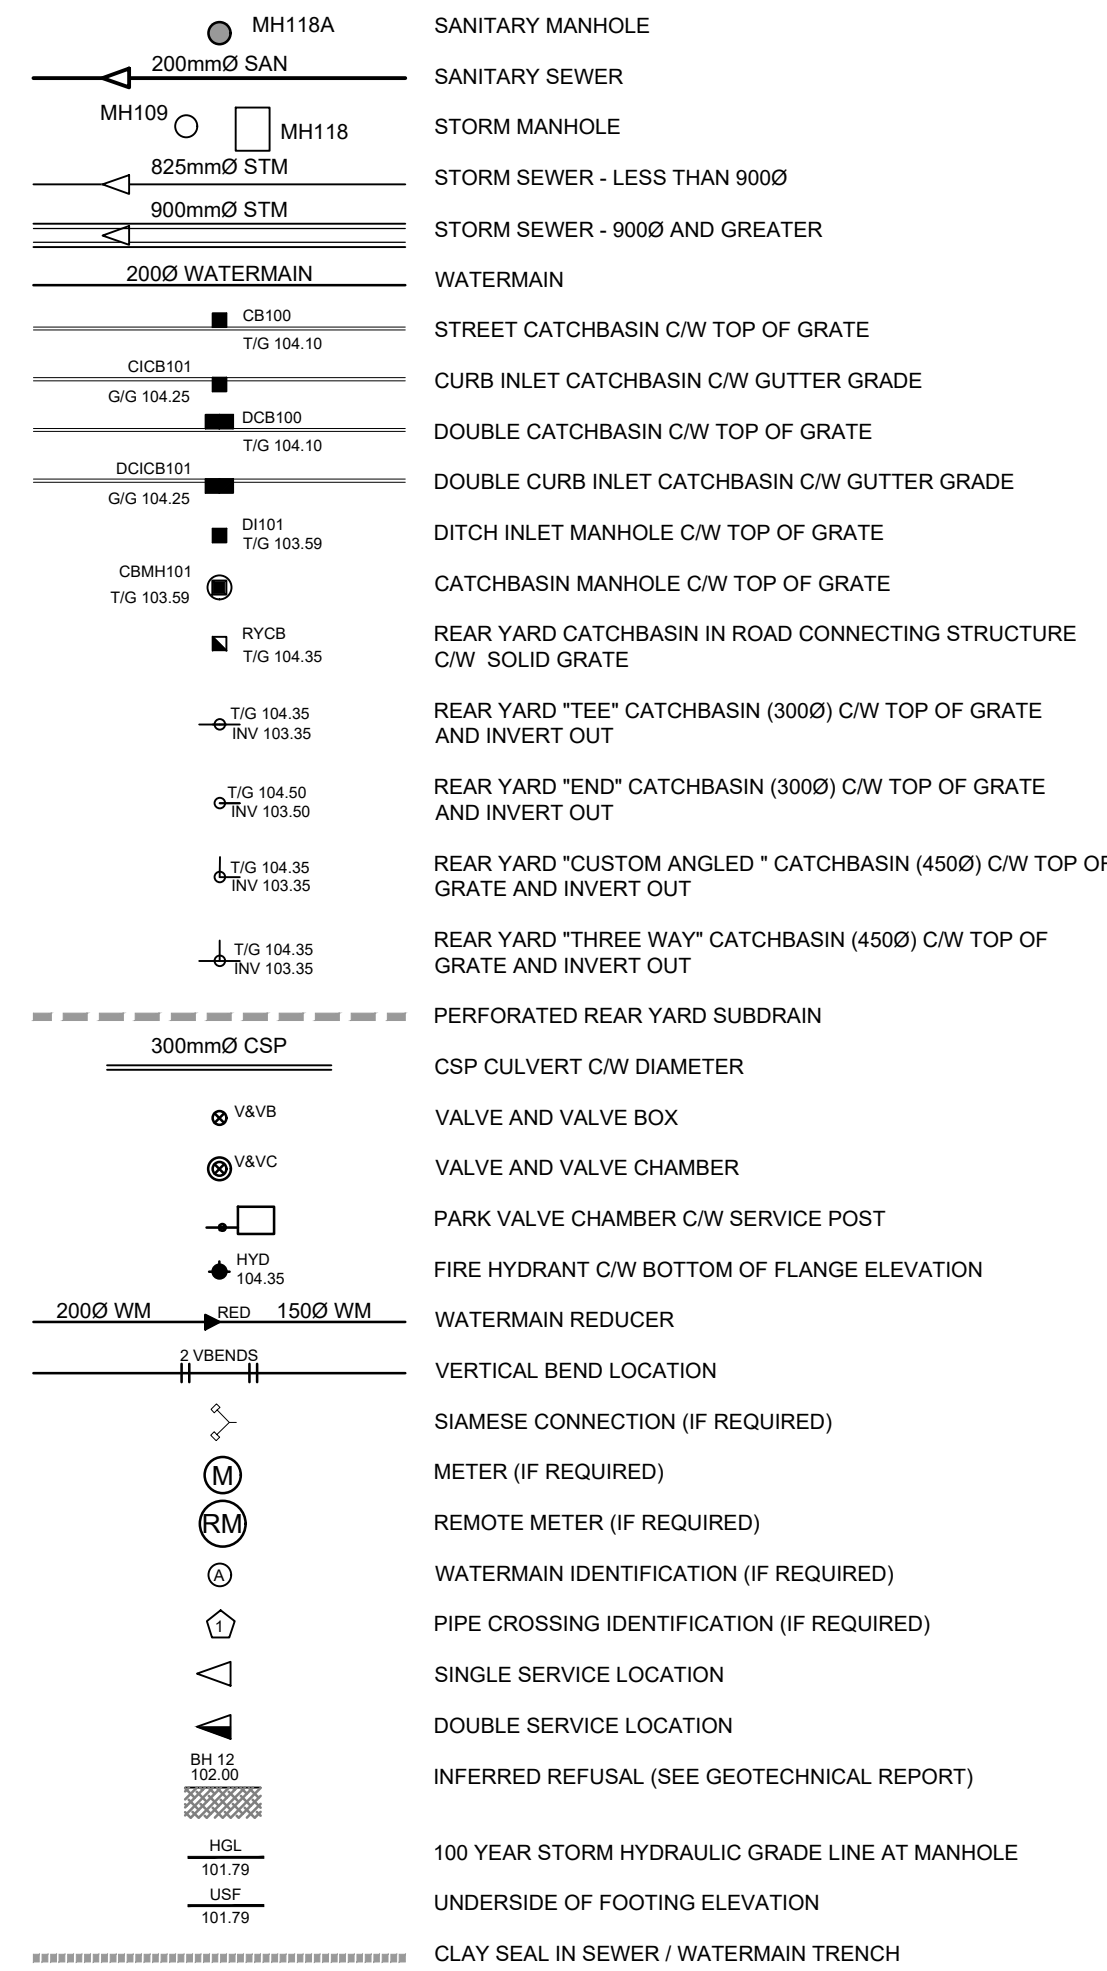 MH118A SANITARY MANHOLE
200mmØ SAN SANITARY SEWER
MH109 MH118 STORM MANHOLE
825mmØ STM STORM SEWER - LESS THAN 900Ø
900mmØ STM STORM SEWER - 900Ø AND GREATER
200Ø WATERMAIN WATERMAIN
CB100
T/G 104.10
STREET CATCHBASIN C/W TOP OF GRATE
CICB101
G/G 104.25
CURB INLET CATCHBASIN C/W GUTTER GRADE
DCB100
T/G 104.10
DOUBLE CATCHBASIN C/W TOP OF GRATE
DCICB101
G/G 104.25
DOUBLE CURB INLET CATCHBASIN C/W GUTTER GRADE
DI101
T/G 103.59
DITCH INLET MANHOLE C/W TOP OF GRATE
CBMH101
T/G 103.59
CATCHBASIN MANHOLE C/W TOP OF GRATE
RYCB
T/G 104.35
REAR YARD CATCHBASIN IN ROAD CONNECTING STRUCTURE
C/W SOLID GRATE
T/G 104.35
INV 103.35
REAR YARD "TEE" CATCHBASIN (300Ø) C/W TOP OF GRATE
AND INVERT OUT
T/G 104.50
INV 103.50
REAR YARD "END" CATCHBASIN (300Ø) C/W TOP OF GRATE
AND INVERT OUT
T/G 104.35
INV 103.35
REAR YARD "CUSTOM ANGLED " CATCHBASIN (450Ø) C/W TOP OF
GRATE AND INVERT OUT
T/G 104.35
INV 103.35
REAR YARD "THREE WAY" CATCHBASIN (450Ø) C/W TOP OF
GRATE AND INVERT OUT
PERFORATED REAR YARD SUBDRAIN
300mmØ CSP CSP CULVERT C/W DIAMETER
V&VB VALVE AND VALVE BOX
V&VC VALVE AND VALVE CHAMBER
PARK VALVE CHAMBER C/W SERVICE POST
HYD
104.35
FIRE HYDRANT C/W BOTTOM OF FLANGE ELEVATION
200Ø WM RED 150Ø WM WATERMAIN REDUCER
2 VBENDS VERTICAL BEND LOCATION
SIAMESE CONNECTION (IF REQUIRED)
M METER (IF REQUIRED)
RM REMOTE METER (IF REQUIRED)
A WATERMAIN IDENTIFICATION (IF REQUIRED)
1 PIPE CROSSING IDENTIFICATION (IF REQUIRED)
SINGLE SERVICE LOCATION
DOUBLE SERVICE LOCATION
BH 12
102.00
INFERRED REFUSAL (SEE GEOTECHNICAL REPORT)
HGL
101.79
100 YEAR STORM HYDRAULIC GRADE LINE AT MANHOLE
USF
101.79
UNDERSIDE OF FOOTING ELEVATION
CLAY SEAL IN SEWER / WATERMAIN TRENCH